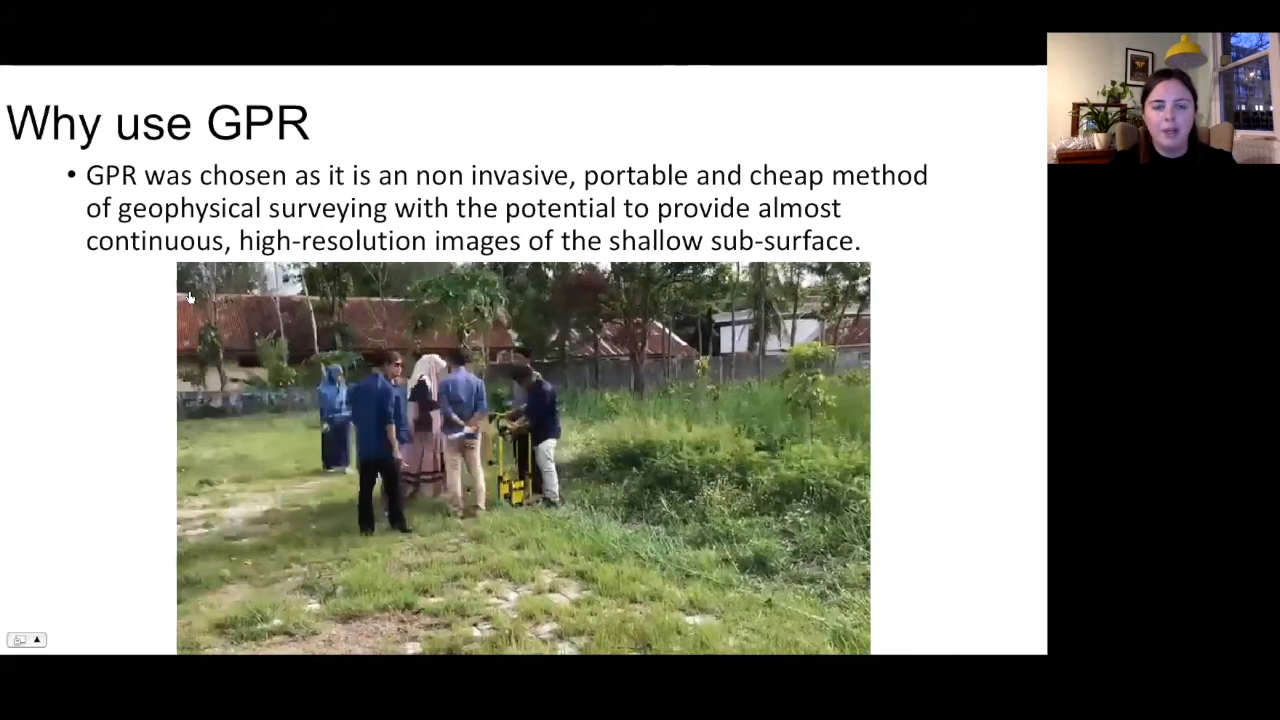 Why use GPR
• GPR was chosen as it is an non invasive, portable and cheap method
of geophysical surveying with the potential to provide almost
continuous, high-resolution images of the shallow sub-surface.